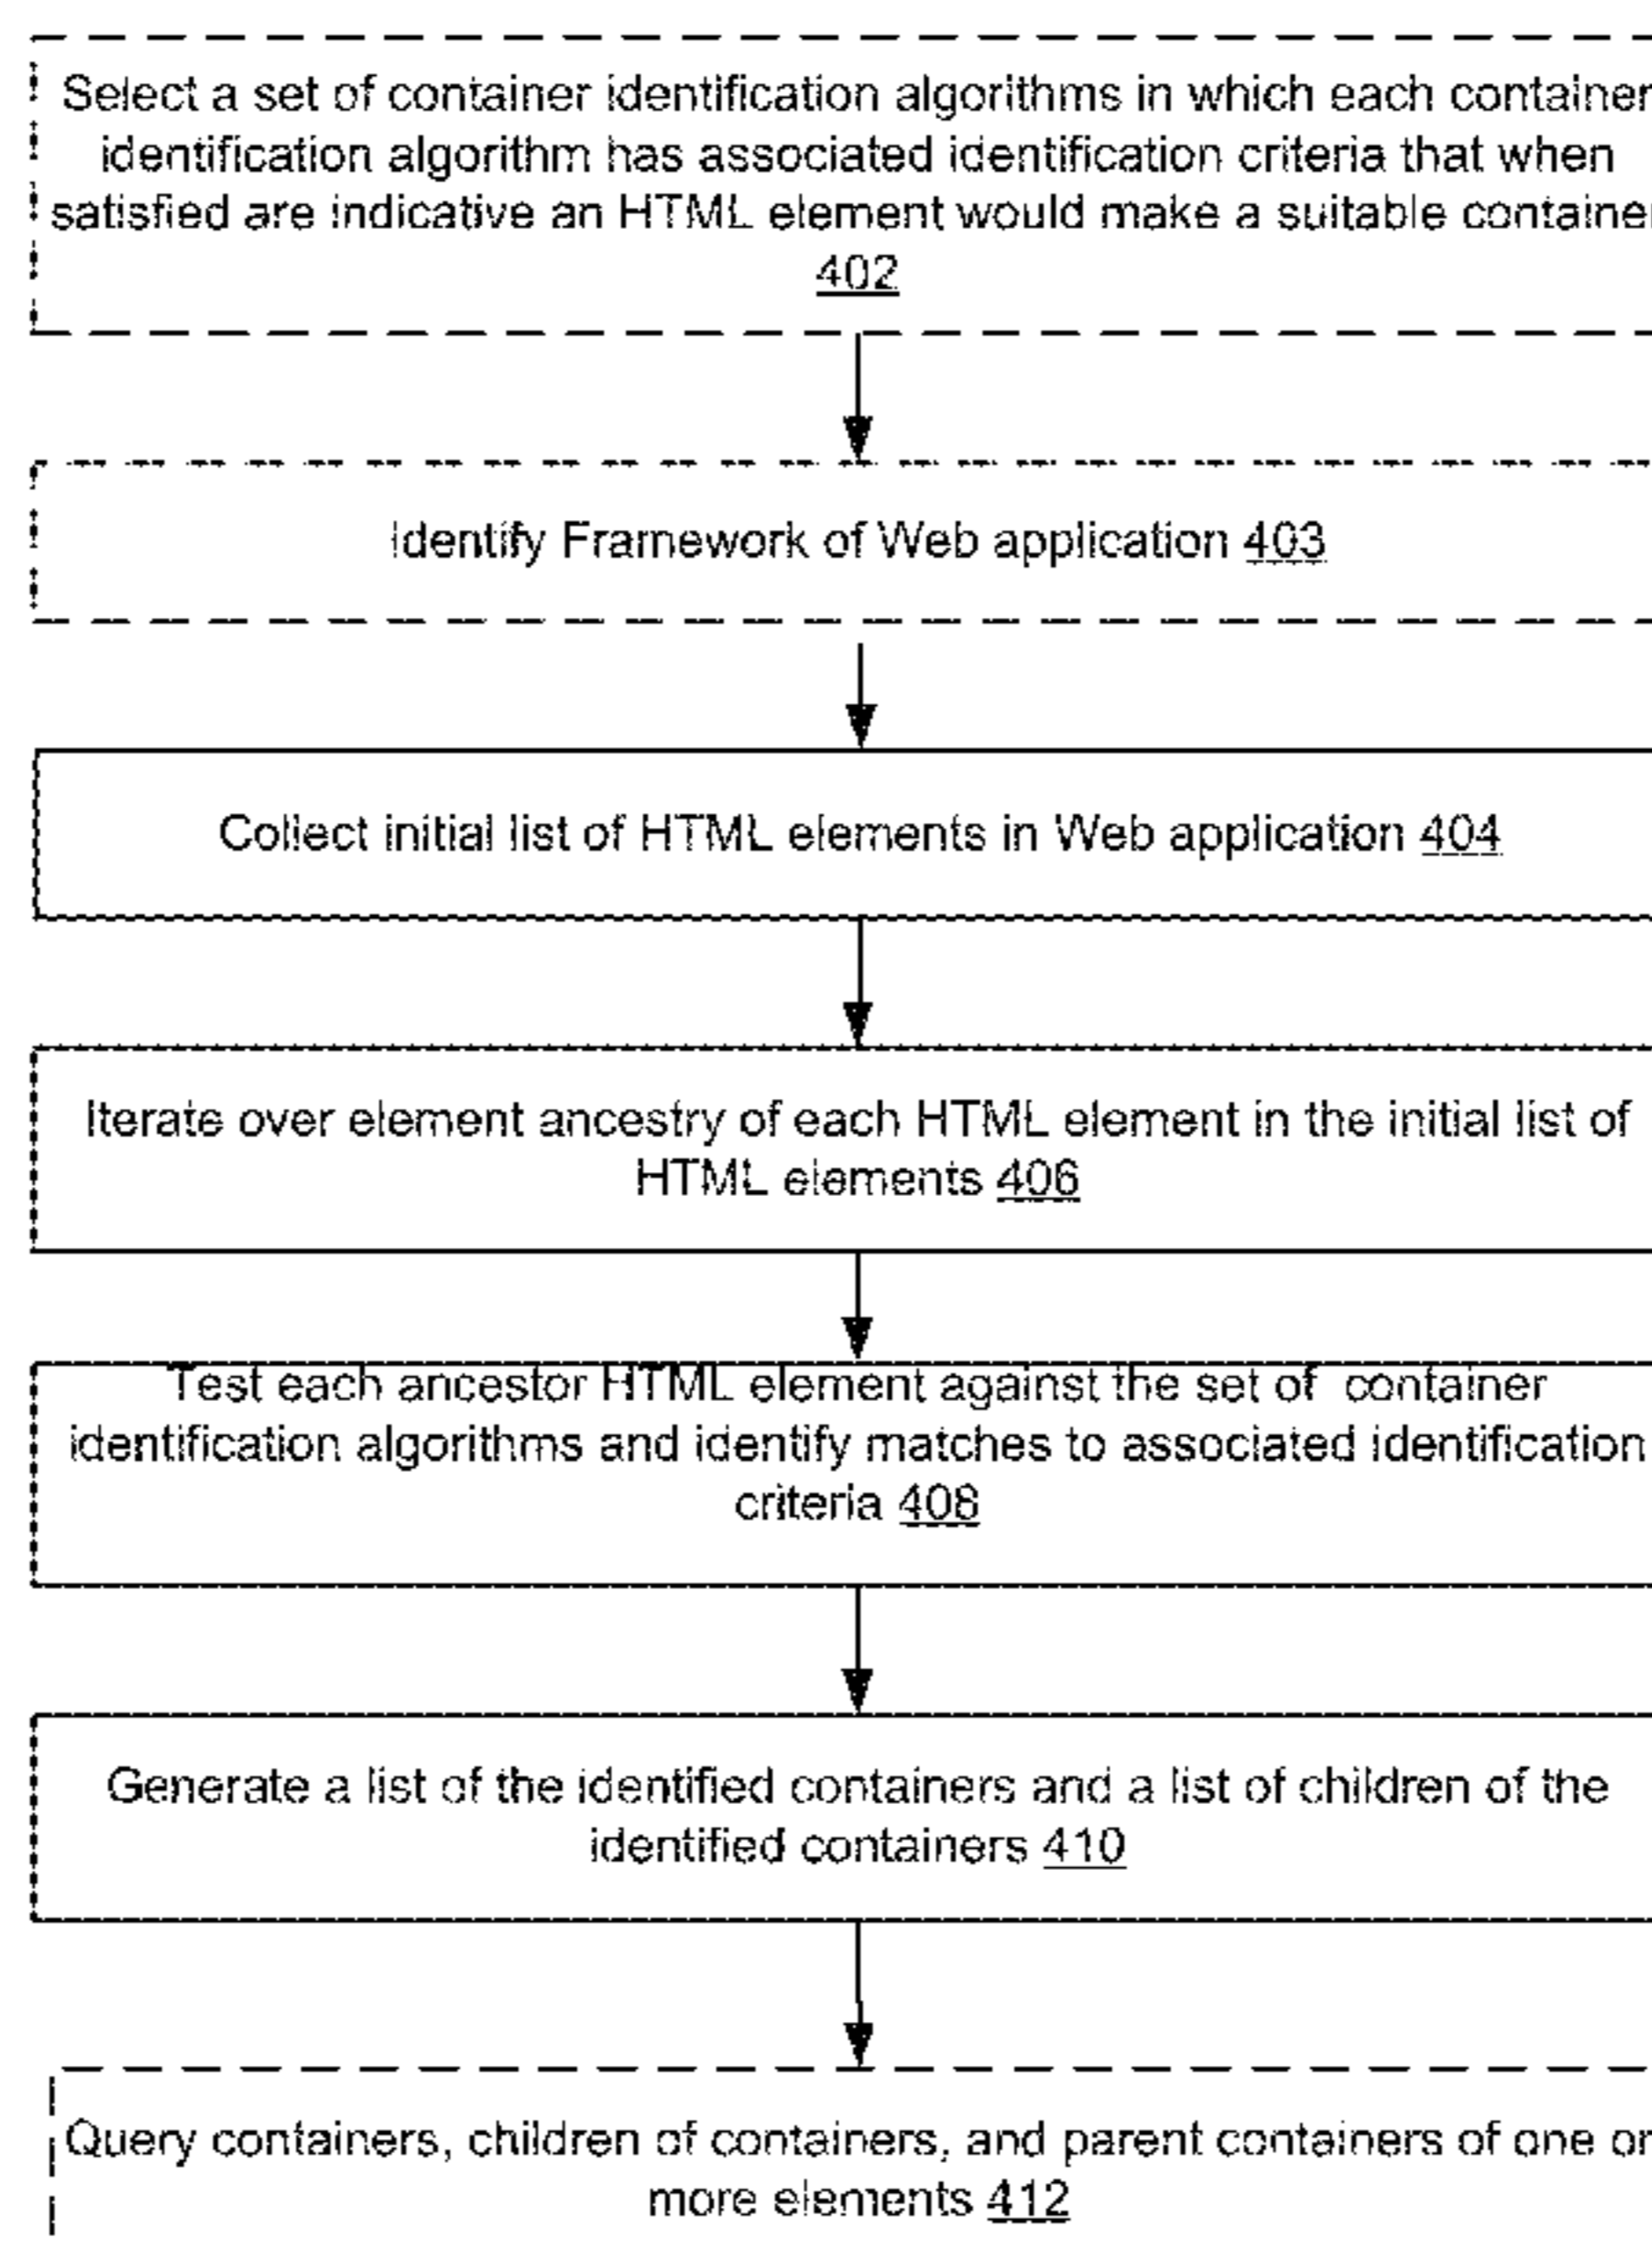 Select a set of container identification algorithms in which each container
identification algorithm has associated identification criteria that when
satisfied are indicative an HTML element would make a suitable container
402
Identify Framework of Web application 403
Collect initial list of HTML elements in Web application 404
Iterate over element ancestry of each HTML element in the initial list of
HTML elements 406
Test each ancestor HTML element against the set of container
identification algorithms and identify matches to associated identification
criteria 408
Generate a list of the identified containers and a list of children of the
identified containers 410
Query containers, children of containers, and parent containers of one or
more elements 412